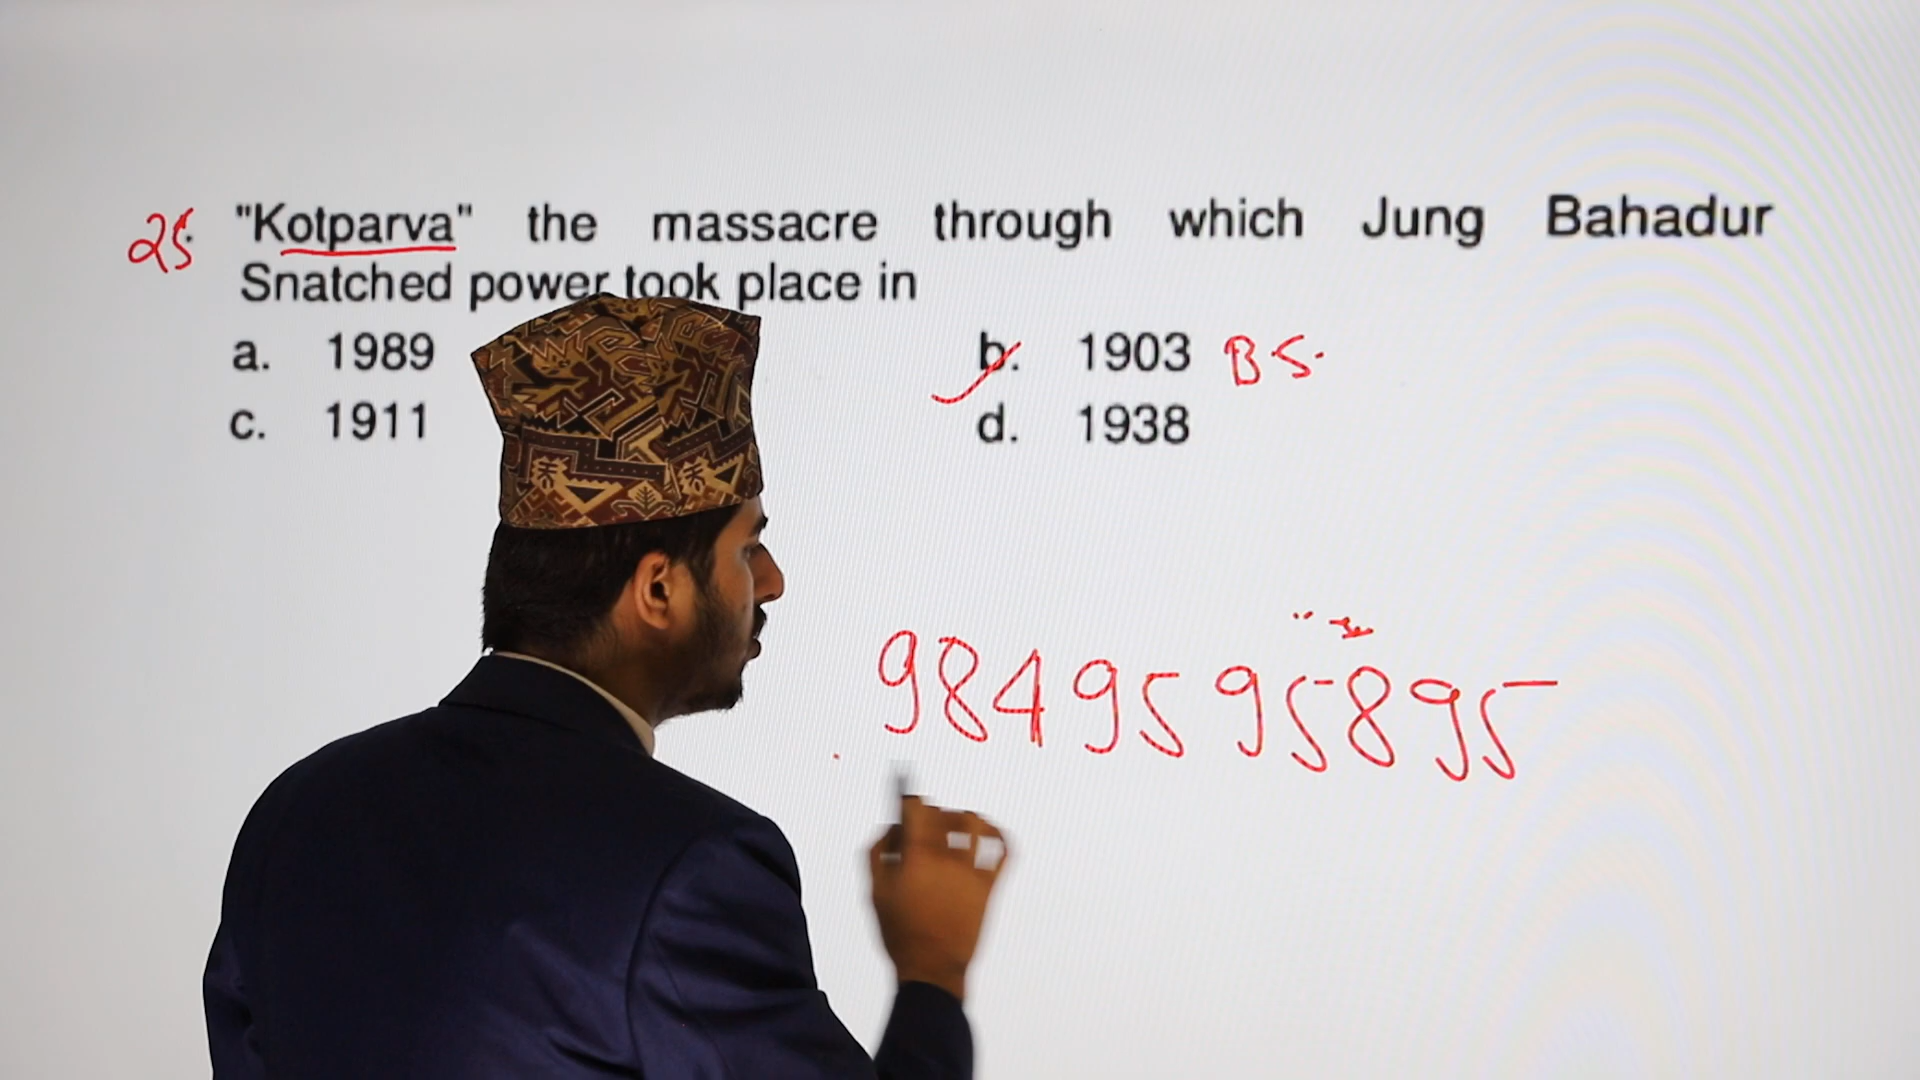 25. "Kotparva" the massacre through which Jung Bahadur
Snatched power took place in
a. 1989 b. 1903 B.S.
c. 1911 d. 1938
9849595895